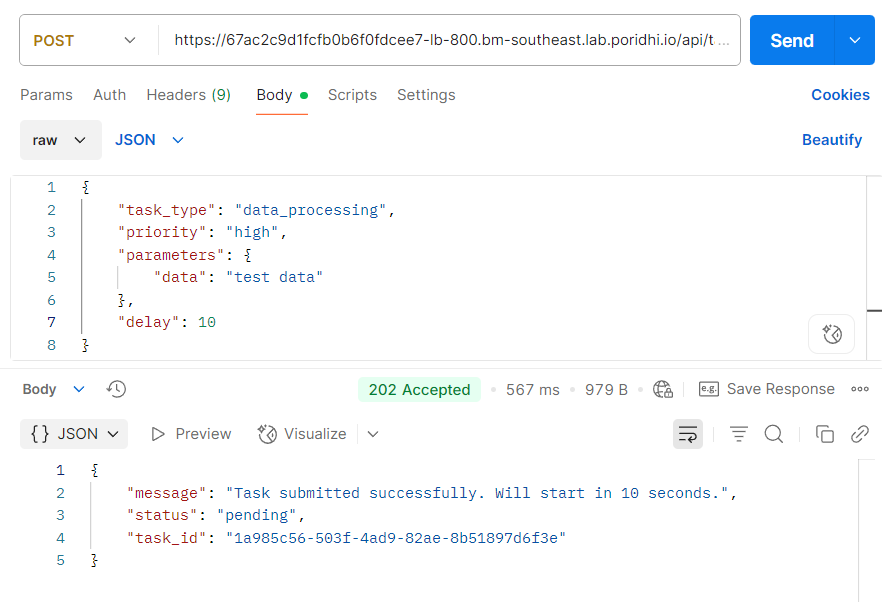 POST https://67ac2c9d1fcfb0b6f0fdcee7-lb-800.bm-southeast.lab.poridhi.io/api/t ... Send
Params Auth Headers (9) Body Scripts Settings Cookies
raw JSON Beautify
1 {
2 "task_type": "data_processing",
3 "priority": "high",
4 "parameters": {
5 "data": "test data"
6 },
7 "delay": 10
8 }
Body 202 Accepted 567 ms 979 B e.g. Save Response
{} JSON Preview Visualize
1 {
2 "message": "Task submitted successfully. Will start in 10 seconds.",
3 "status": "pending",
4 "task_id": "1a985c56-503f-4ad9-82ae-8b51897d6f3e"
5 }